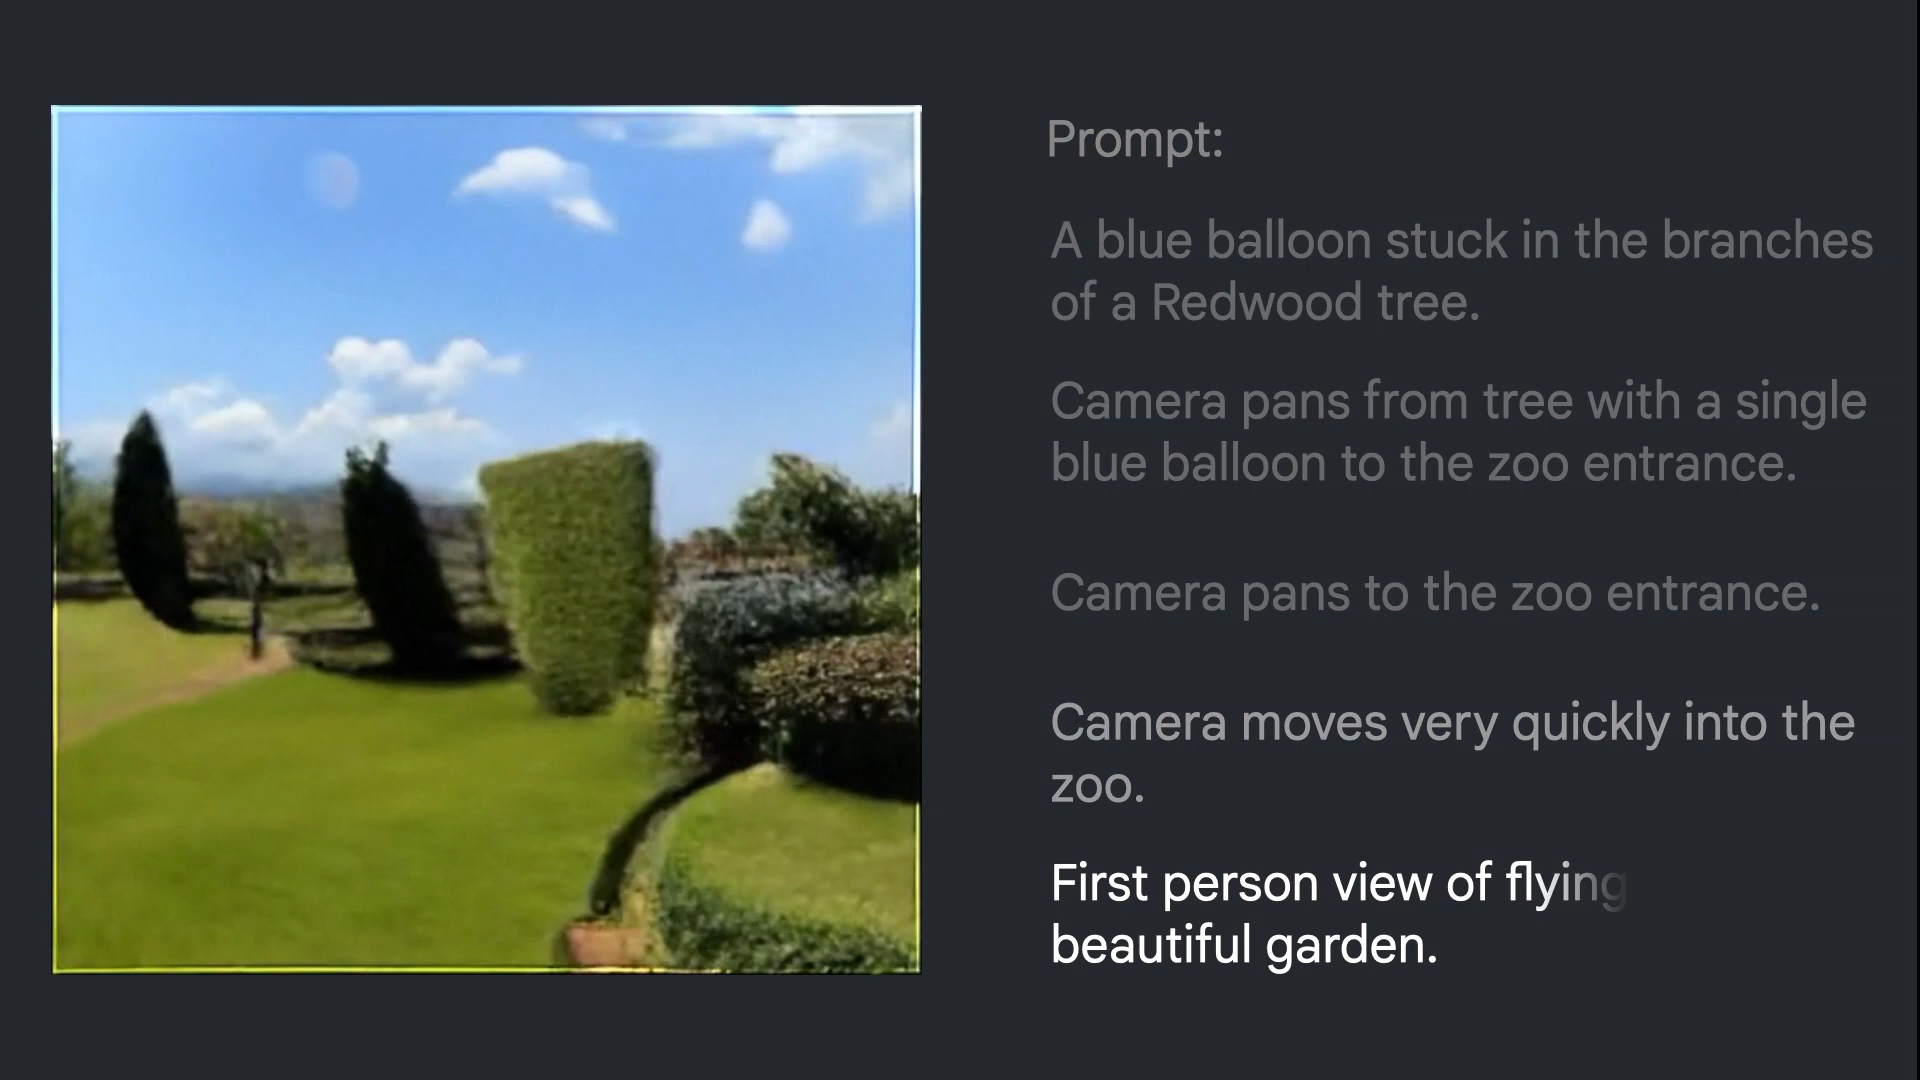 Prompt:
A blue balloon stuck in the branches
of a Redwood tree.
Camera pans from tree with a single
blue balloon to the zoo entrance.
Camera pans to the zoo entrance.
Camera moves very quickly into the
zoo.
First person view of flying
beautiful garden.